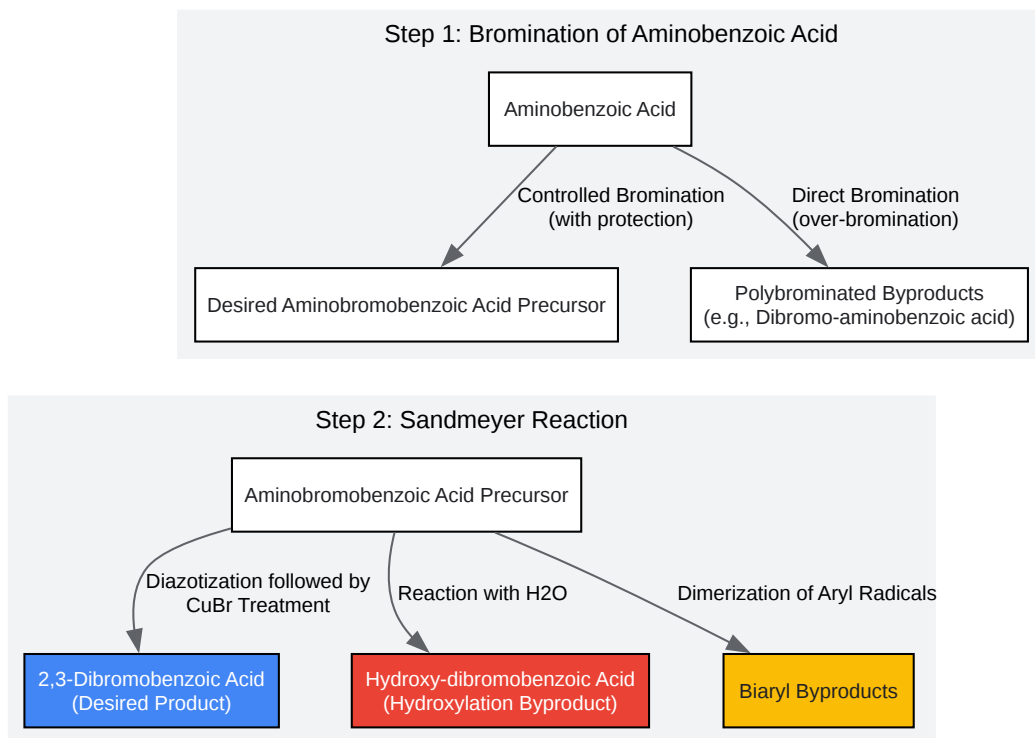 Step 1: Bromination of Aminobenzoic Acid
Aminobenzoic Acid
Controlled Bromination
(with protection)
Direct Bromination
(over-bromination)
Desired Aminobromobenzoic Acid Precursor
Polybrominated Byproducts
(e.g., Dibromo-aminobenzoic acid)
Step 2: Sandmeyer Reaction
Aminobromobenzoic Acid Precursor
Diazotization followed by
CuBr Treatment
Reaction with H2O
Dimerization of Aryl Radicals
2,3-Dibromobenzoic Acid
(Desired Product)
Hydroxy-dibromobenzoic Acid
(Hydroxylation Byproduct)
Biaryl Byproducts